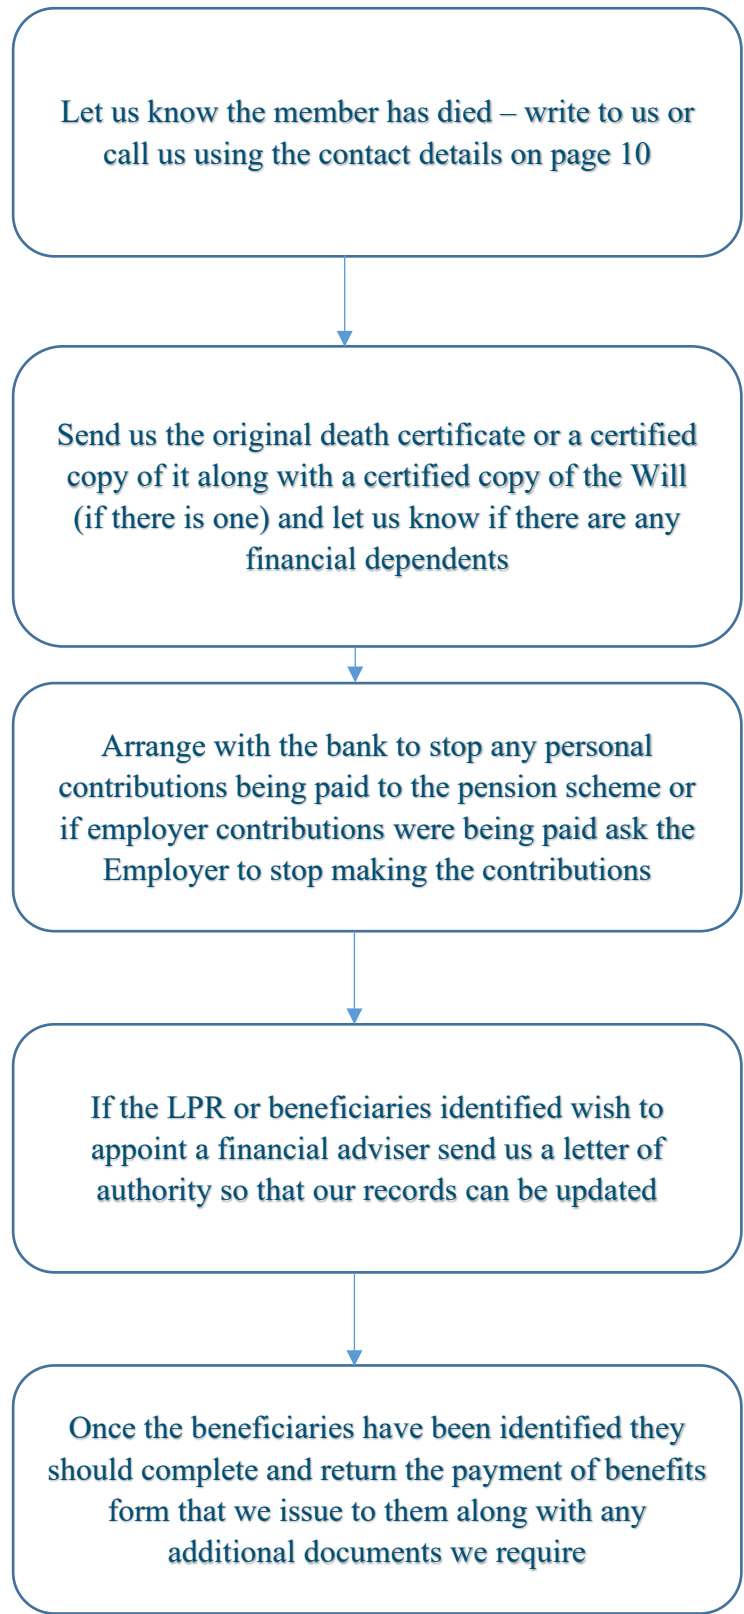 Let us know the member has died – write to us or
call us using the contact details on page 10
Send us the original death certificate or a certified
copy of it along with a certified copy of the Will
(if there is one) and let us know if there are any
financial dependents
Arrange with the bank to stop any personal
contributions being paid to the pension scheme or
if employer contributions were being paid ask the
Employer to stop making the contributions
If the LPR or beneficiaries identified wish to
appoint a financial adviser send us a letter of
authority so that our records can be updated
Once the beneficiaries have been identified they
should complete and return the payment of benefits
form that we issue to them along with any
additional documents we require